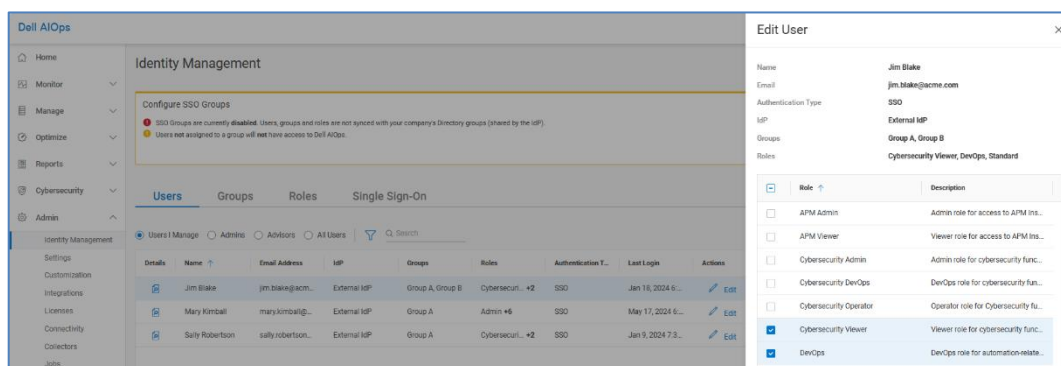 Dell AIOps
Home
Monitor
Manage
Optimize
Reports
Cybersecurity
Admin
Identity Management
Settings
Customization
Integrations
Licenses
Connectivity
Collectors
Jobs
Identity Management
Configure SSO Groups
SSO Groups are currently disabled. Users, groups and roles are not synced with your company's Directory groups (shared by the IdP).
Users not assigned to a group will not have access to Dell AIOps.
Users Groups Roles Single Sign-On
Users I Manage Admins Advisors All Users Search
Details Name Email Address IdP Groups Roles Authentication T... Last Login Actions
Jim Blake jim.blake@acm... External IdP Group A, Group B Cybersecuri... +2 SSO Jan 18, 2024 6:... Edit
Mary Kimball mary.kimball@... External IdP Group A Admin +6 SSO May 17, 2024 6:... Edit
Sally Robertson sally.robertson... External IdP Group A Cybersecuri... +2 SSO Jan 9, 2024 7:3... Edit
Edit User
Name Jim Blake
Email jim.blake@acme.com
Authentication Type SSO
IdP External IdP
Groups Group A, Group B
Roles Cybersecurity Viewer, DevOps, Standard
Role Description
APM Admin Admin role for access to APM Ins...
APM Viewer Viewer role for access to APM Ins...
Cybersecurity Admin Admin role for cybersecurity func...
Cybersecurity DevOps DevOps role for cybersecurity fun...
Cybersecurity Operator Operator role for Cybersecurity fu...
Cybersecurity Viewer Viewer role for cybersecurity func...
DevOps DevOps role for automation-relate...